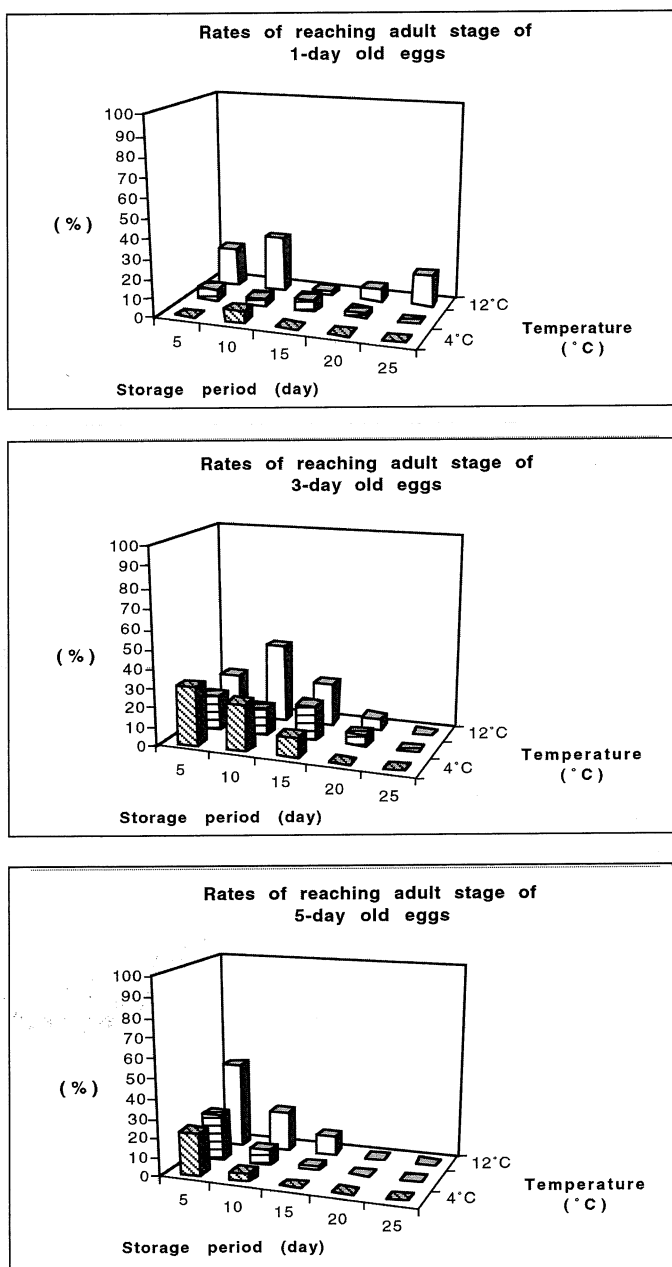 Rates of reaching adult stage of
1-day old eggs
100
90
80
70
60
(%)
50
40
30
20
10
0
12°C
4°C
Temperature
(°C)
5
10
15
20
25
Storage period (day)
Rates of reaching adult stage of
3-day old eggs
100
90
80
70
60
(%)
50
40
30
20
10
0
12°C
4°C
Temperature
(°C)
5
10
15
20
25
Storage period (day)
Rates of reaching adult stage of
5-day old eggs
100
90
80
70
60
(%)
50
40
30
20
10
0
12°C
4°C
Temperature
(°C)
5
10
15
20
25
Storage period (day)